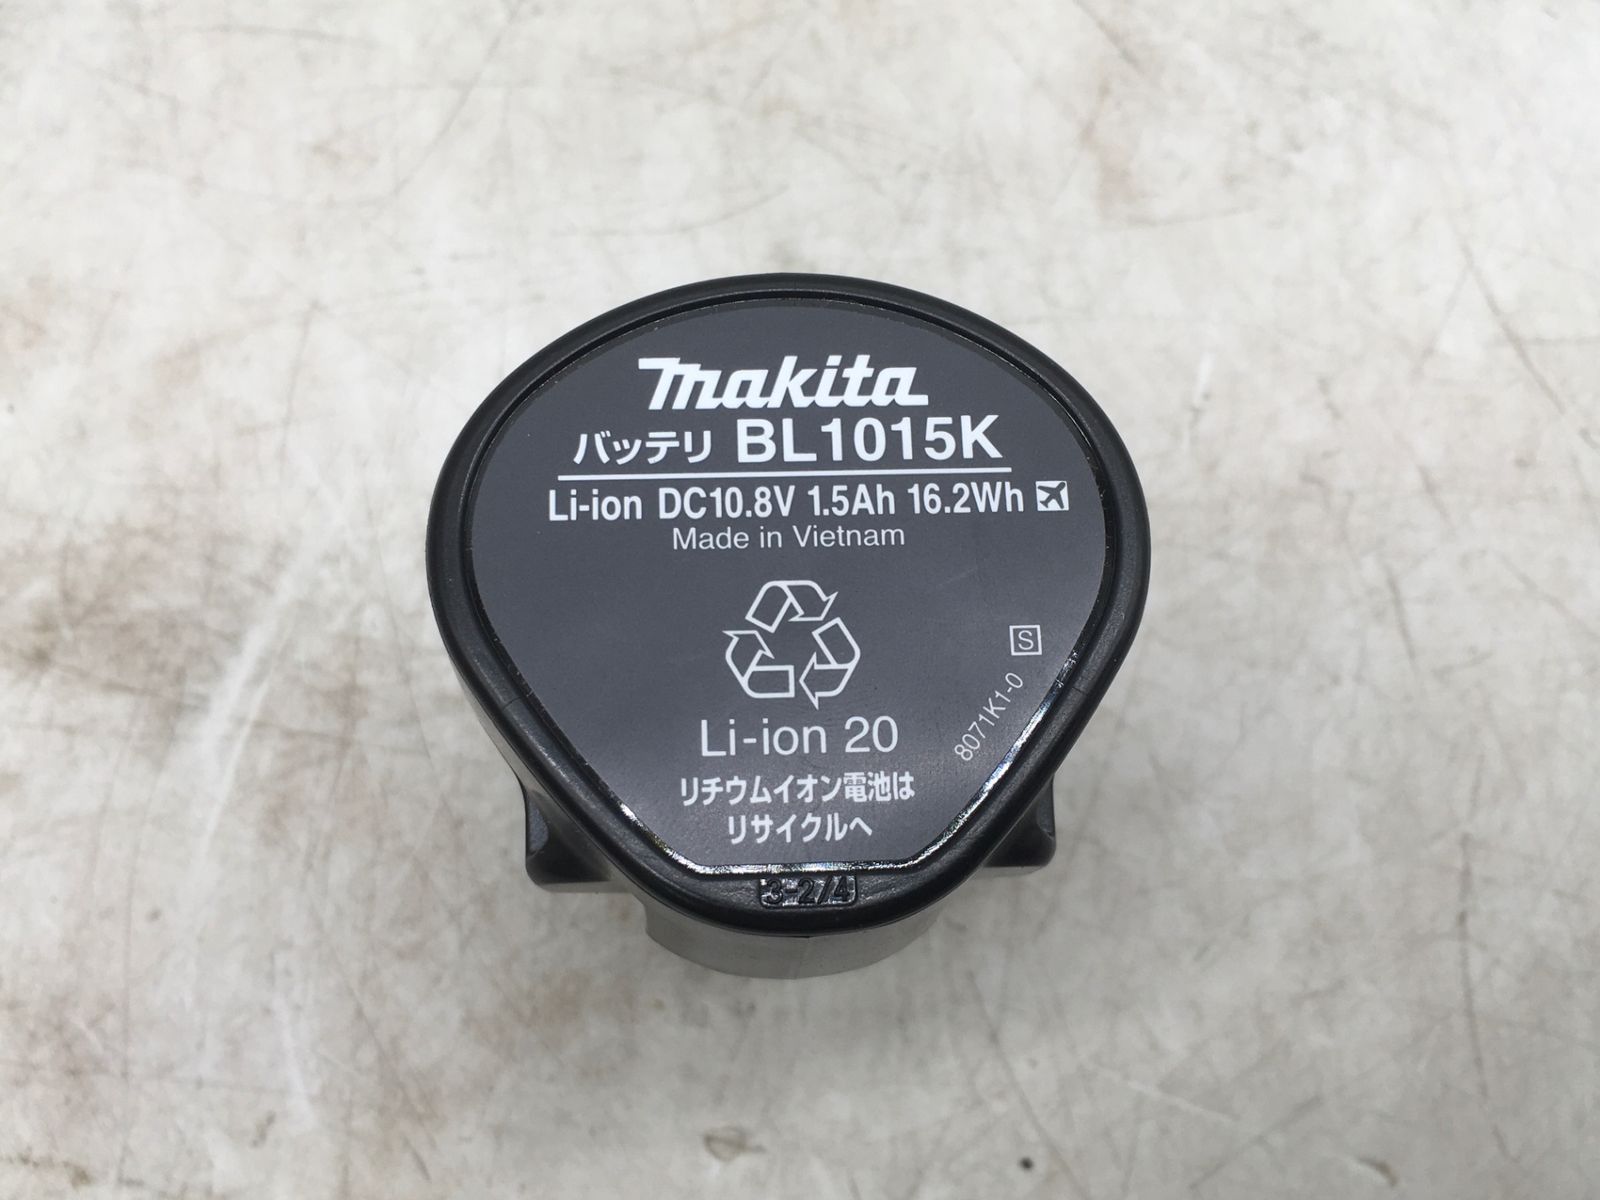 makita
バッテリ BL1015K
Li-ion DC10.8V 1.5Ah 16.2Wh
Made in Vietnam
S
8071K1-0
Li-ion 20
リチウムイオン電池は
リサイクルへ
3-2/4